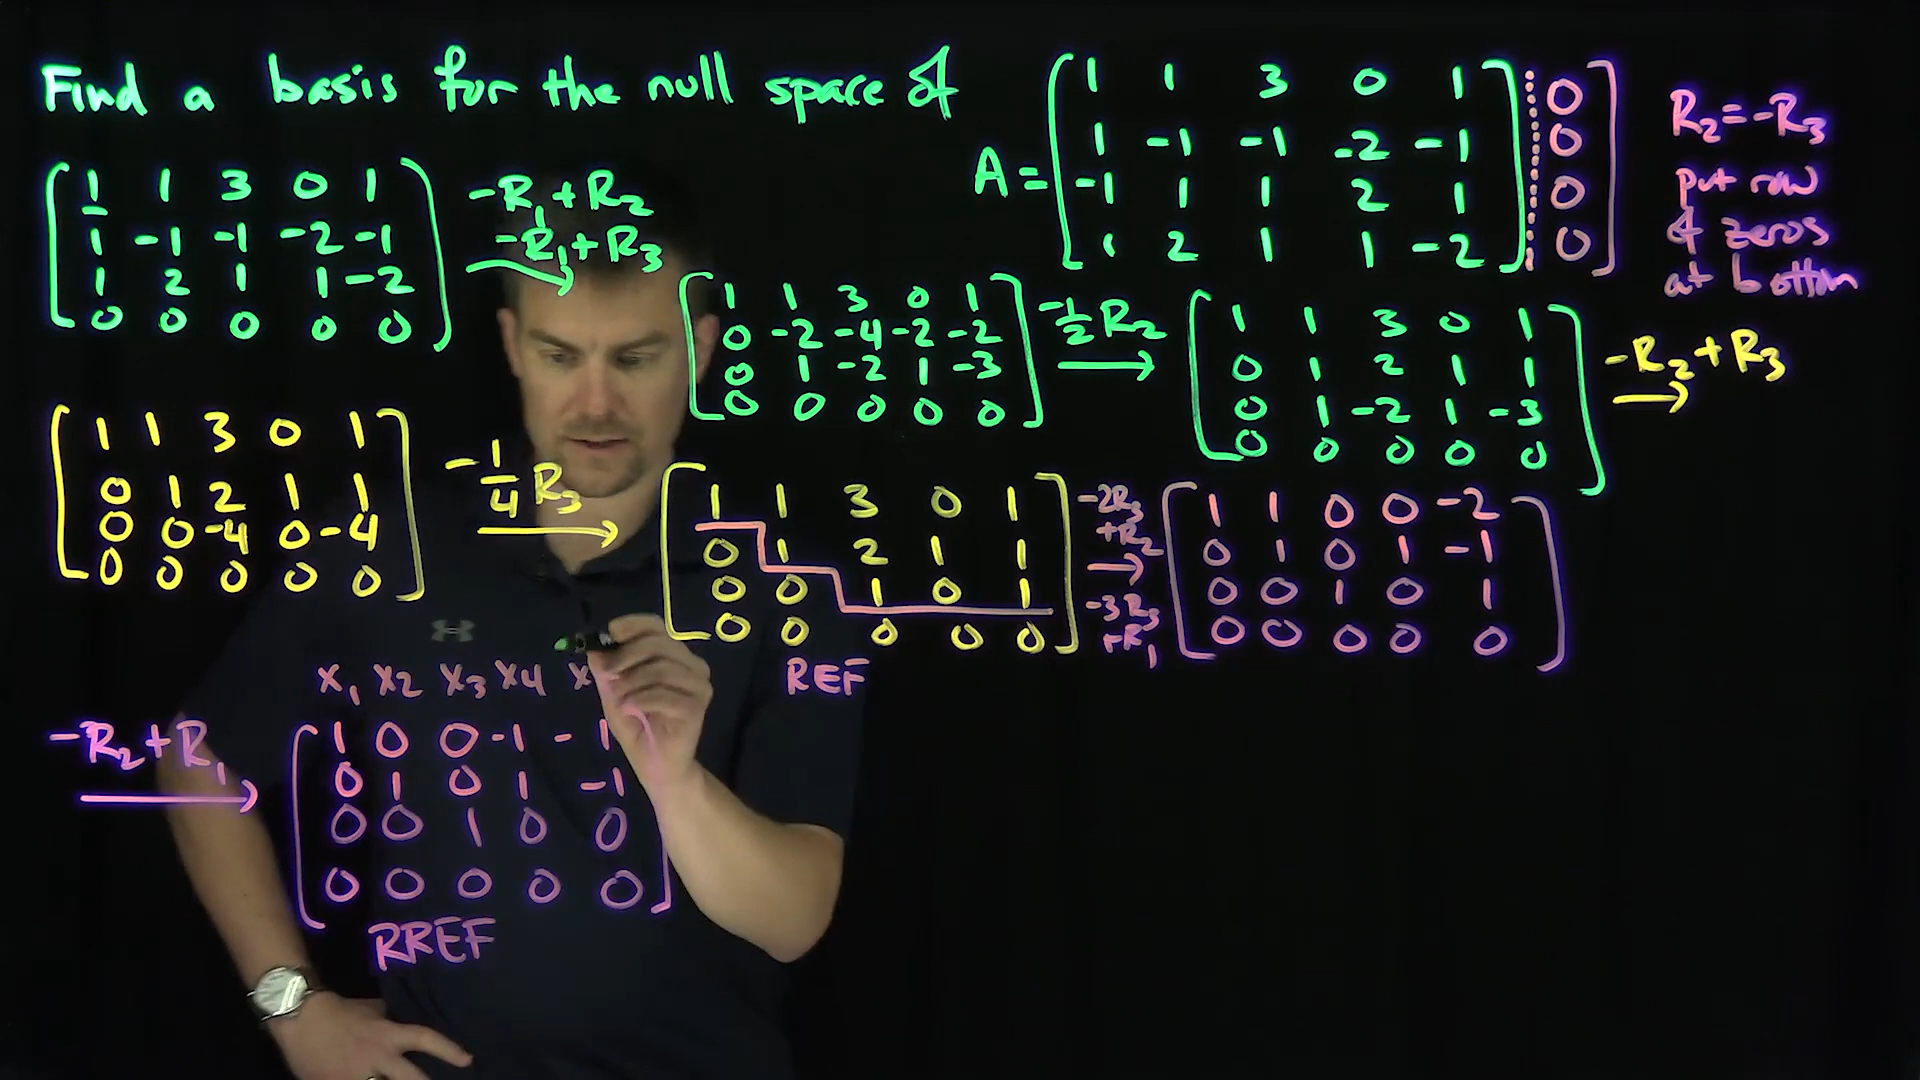 Find a basis for the null space of
A = [ 1 1 3 0 1 ⋮ 0 ]
[ 1 -1 -1 -2 -1 ⋮ 0 ]
[ -1 1 1 2 1 ⋮ 0 ]
[ 1 2 1 1 -2 ⋮ 0 ]
R₂=-R₃
put row
of zeros
at bottom
[ 1 1 3 0 1 ]
[ 1 -1 -1 -2 -1 ]
[ 1 2 1 1 -2 ]
[ 0 0 0 0 0 ]
-R₁+R₂
-R₁+R₃
→
[ 1 1 3 0 1 ]
[ 0 -2 -4 -2 -2 ]
[ 0 1 -2 1 -3 ]
[ 0 0 0 0 0 ]
-1/2 R₂
→
[ 1 1 3 0 1 ]
[ 0 1 2 1 1 ]
[ 0 1 -2 1 -3 ]
[ 0 0 0 0 0 ]
-R₂+R₃
→
[ 1 1 3 0 1 ]
[ 0 1 2 1 1 ]
[ 0 0 -4 0 -4 ]
[ 0 0 0 0 0 ]
-1/4 R₃
→
[ 1 1 3 0 1 ]
[ 0 1 2 1 1 ]
[ 0 0 1 0 1 ]
[ 0 0 0 0 0 ]
REF
-2R₃
+R₂
→
-3R₃
+R₁
[ 1 1 0 0 -2 ]
[ 0 1 0 1 -1 ]
[ 0 0 1 0 1 ]
[ 0 0 0 0 0 ]
-R₂+R₁
→
x₁ x₂ x₃ x₄ x
[ 1 0 0 -1 -1 ]
[ 0 1 0 1 -1 ]
[ 0 0 1 0 0 ]
[ 0 0 0 0 0 ]
RREF